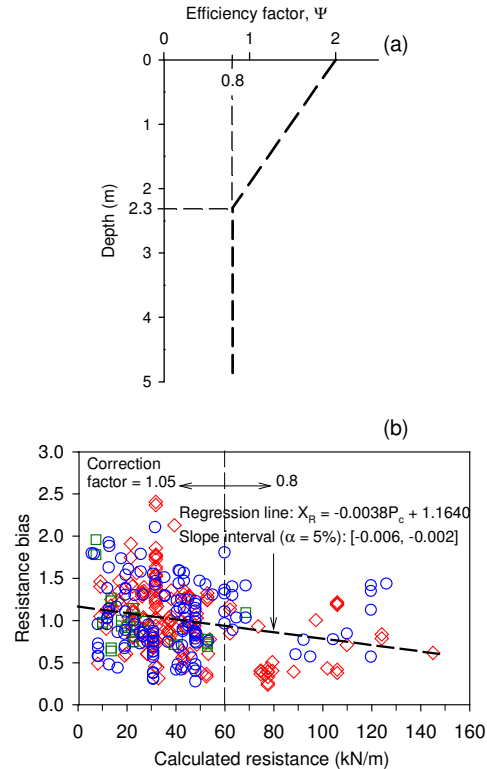 Efficiency factor, Ψ
0 1 2 (a)
0.8
0
1
2
2.3
3
4
5
Depth (m)
(b)
3.0
2.5
2.0
1.5
1.0
0.5
0.0
Resistance bias
Correction
factor = 1.05 0.8
Regression line: X_R = -0.0038P_c + 1.1640
Slope interval (α = 5%): [-0.006, -0.002]
0 20 40 60 80 100 120 140 160
Calculated resistance (kN/m)